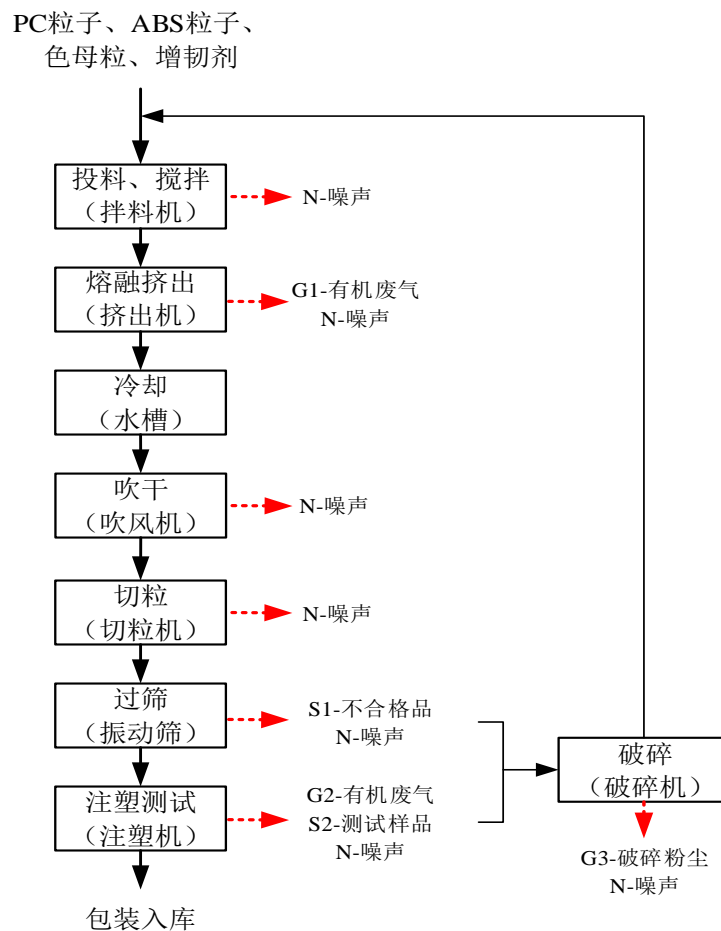 PC粒子、ABS粒子、
色母粒、增韧剂
投料、搅拌
（拌料机）
N-噪声
熔融挤出
（挤出机）
G1-有机废气
N-噪声
冷却
（水槽）
吹干
（吹风机）
N-噪声
切粒
（切粒机）
N-噪声
过筛
（振动筛）
S1-不合格品
N-噪声
破碎
（破碎机）
注塑测试
（注塑机）
G2-有机废气
S2-测试样品
N-噪声
G3-破碎粉尘
N-噪声
包装入库